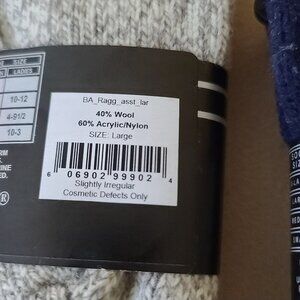 SIZE
LADIES
10-12
4-91/2
10-3
BA_Ragg_asst_lar
40% Wool
60% Acrylic/Nylon
SIZE: Large
6 06902 99902 4
Slightly Irregular
Cosmetic Defects Only
®